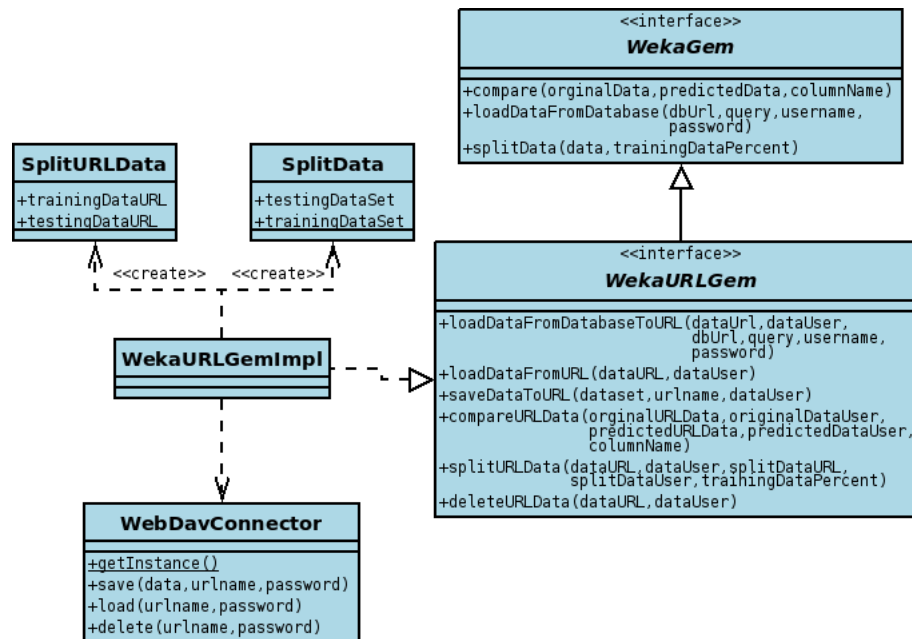 <<interface>>
WekaGem
+compare(orginalData,predictedData,columnName)
+loadDataFromDatabase(dbUrl,query,username,
password)
+splitData(data,trainingDataPercent)
SplitURLData
+trainingDataURL
+testingDataURL
SplitData
+testingDataSet
+trainingDataSet
<<create>>
<<create>>
<<interface>>
WekaURLGem
+loadDataFromDatabaseToURL(dataUrl,dataUser,
dbUrl,query,username,
password)
+loadDataFromURL(dataURL,dataUser)
+saveDataToURL(dataset,urlname,dataUser)
+compareURLData(orginalURLData,originalDataUser,
predictedURLData,predictedDataUser,
columnName)
+splitURLData(dataURL,dataUser,splitDataURL,
splitDataUser,traihingDataPercent)
+deleteURLData(dataURL,dataUser)
WekaURLGemImpl
WebDavConnector
+getInstance()
+save(data,urlname,password)
+load(urlname,password)
+delete(urlname,password)